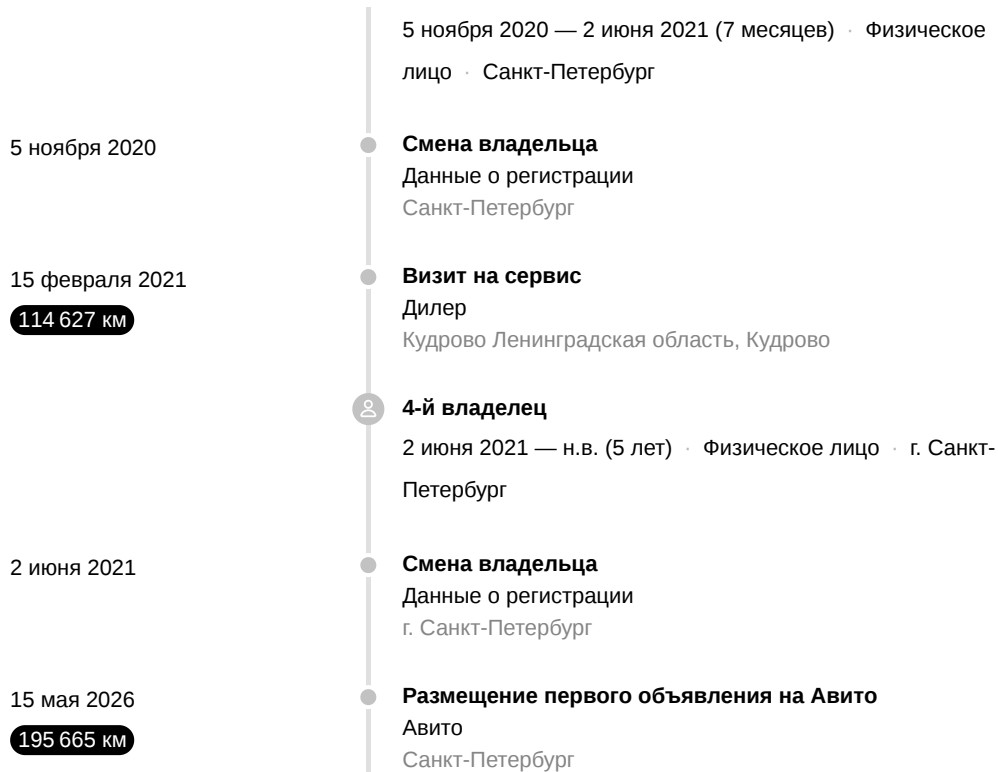 5 ноября 2020 — 2 июня 2021 (7 месяцев) · Физическое
лицо · Санкт-Петербург
5 ноября 2020
Смена владельца
Данные о регистрации
Санкт-Петербург
15 февраля 2021
114 627 км
Визит на сервис
Дилер
Кудрово Ленинградская область, Кудрово
4-й владелец
2 июня 2021 — н.в. (5 лет) · Физическое лицо · г. Санкт-
Петербург
2 июня 2021
Смена владельца
Данные о регистрации
г. Санкт-Петербург
15 мая 2026
195 665 км
Размещение первого объявления на Авито
Авито
Санкт-Петербург